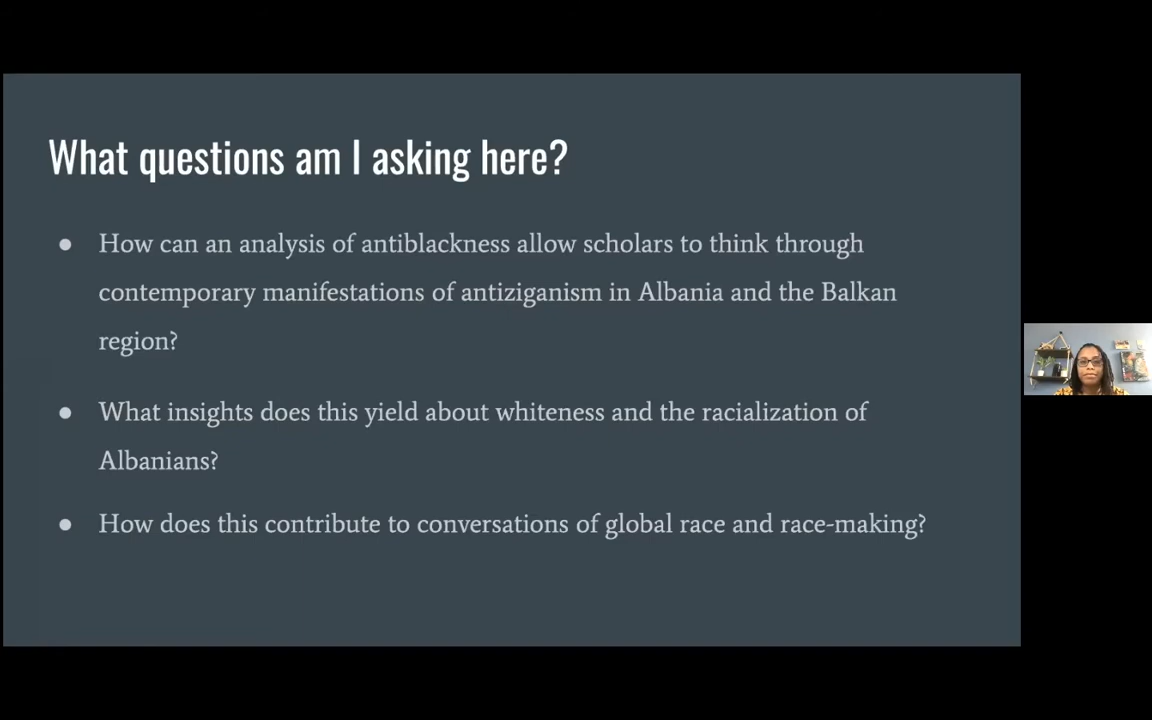 What questions am I asking here?
● How can an analysis of antiblackness allow scholars to think through
contemporary manifestations of antiziganism in Albania and the Balkan
region?
● What insights does this yield about whiteness and the racialization of
Albanians?
● How does this contribute to conversations of global race and race-making?